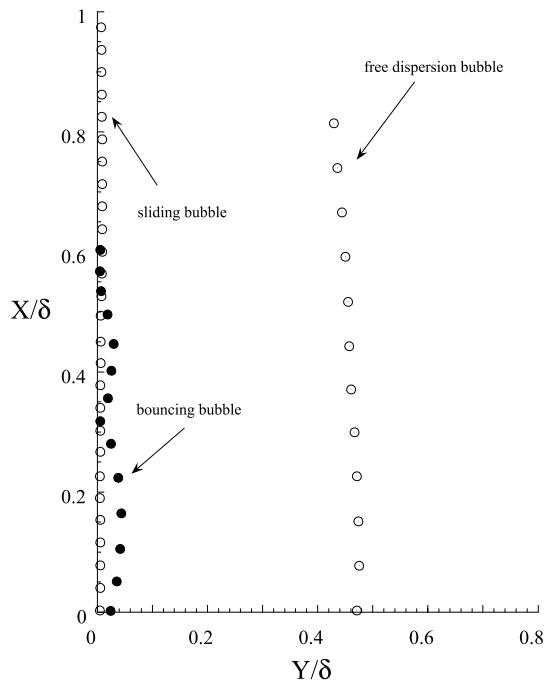 1
free dispersion bubble
0.8
sliding bubble
0.6
X/δ
0.4
bouncing bubble
0.2
0
0 0.2 0.4 0.6 0.8
Y/δ